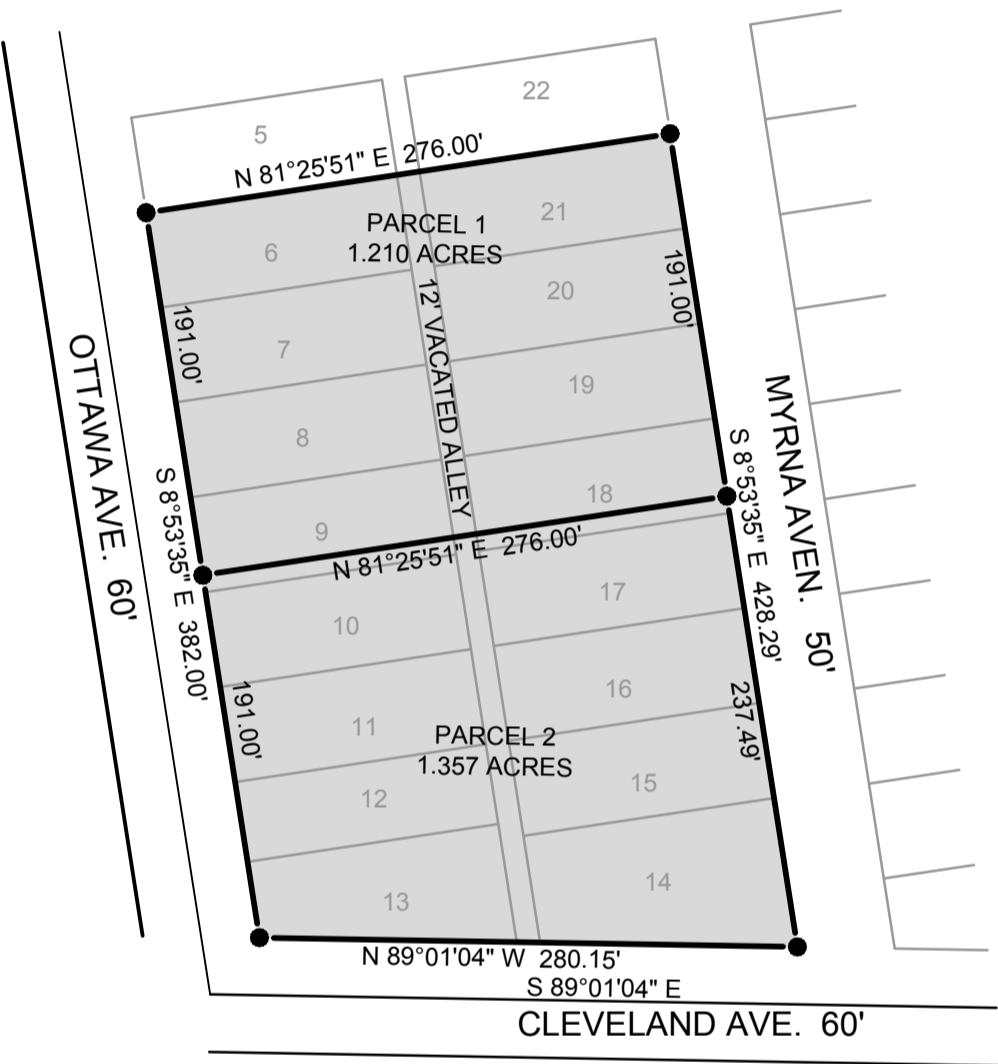 22
5
N 81°25'51" E 276.00'
PARCEL 1
1.210 ACRES
21
6
20
191.00'
191.00'
7
12' VACATED ALLEY
19
8
OTTAWA AVE. 60'
MYRNA AVEN. 50'
18
9
S 8°53'35" E 382.00'
S 8°53'35" E 428.29'
N 81°25'51" E 276.00'
17
10
16
11
191.00'
237.49'
PARCEL 2
1.357 ACRES
15
12
14
13
N 89°01'04" W 280.15'
S 89°01'04" E
CLEVELAND AVE. 60'